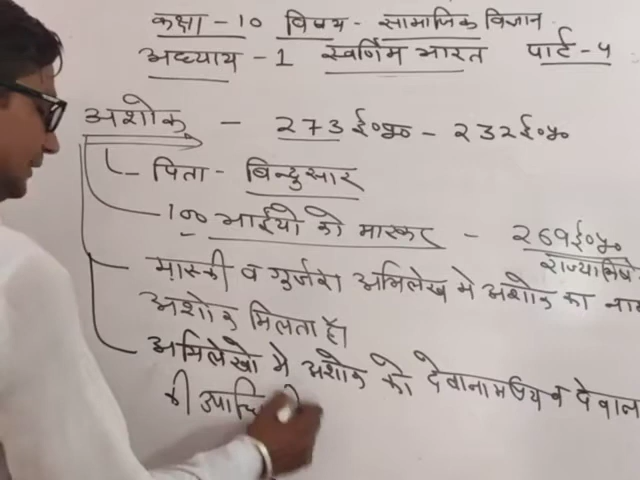 कक्षा - 10 विषय - सामाजिक विज्ञान
अध्याय - 1 स्वर्णिम भारत पार्ट - 4
अशोक - 273 ई०पू० - 232 ई०पू०
पिता - बिन्दुसार
100 भाईयो को मारकर - 269 ई०पू०
राज्याभिषे
मास्की व गुर्जरा अभिलेख मे अशोक का नाम
अशोक मिलता है।
अभिलेखो मे अशोक को देवानामप्रिय व देवाल
की उपाधि